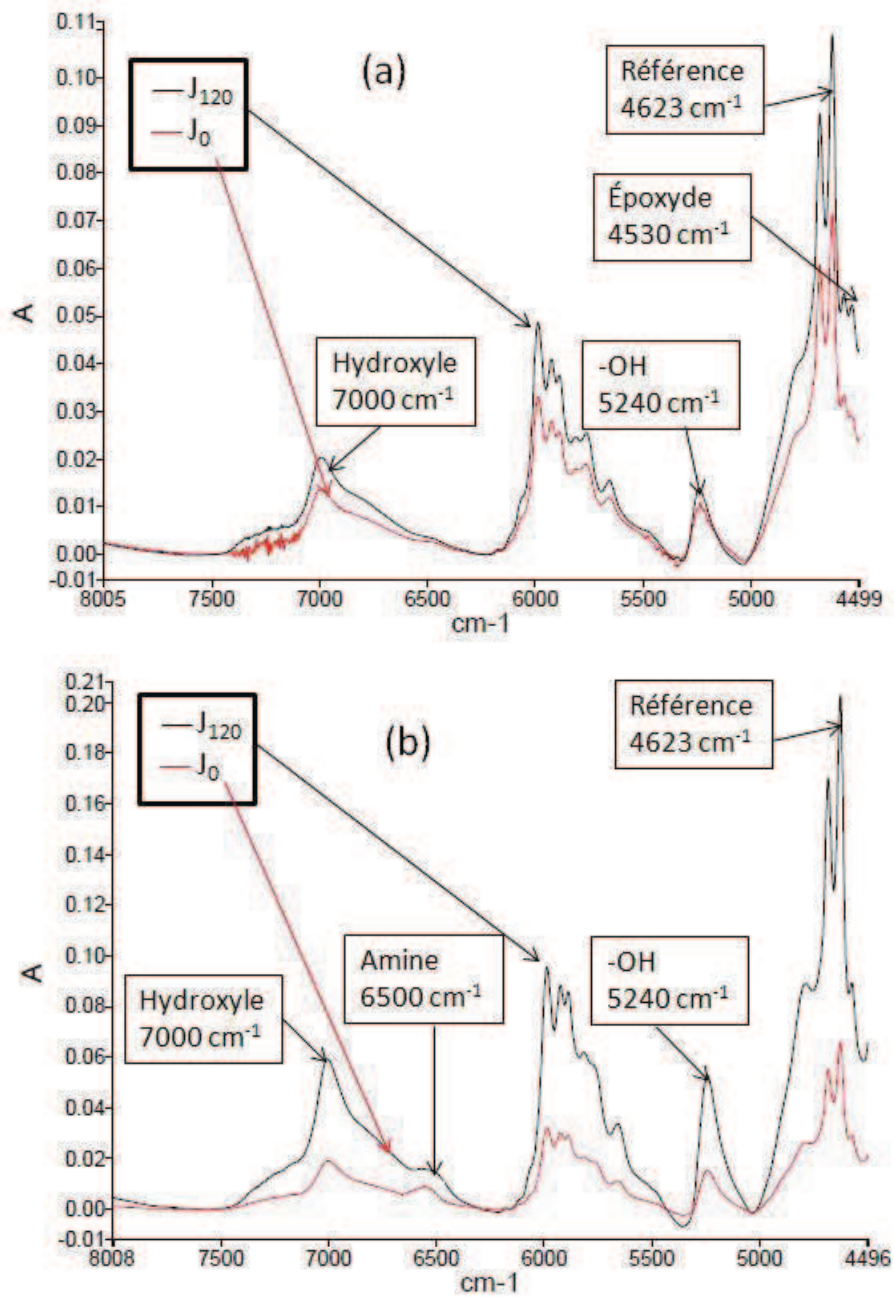 (a)
J120
J0
Référence
4623 cm-1
Époxyde
4530 cm-1
Hydroxyle
7000 cm-1
-OH
5240 cm-1
A
0.11
0.10
0.09
0.08
0.07
0.06
0.05
0.04
0.03
0.02
0.01
0.00
-0.01
8005 7500 7000 6500 6000 5500 5000 4499
cm-1
(b)
J120
J0
Référence
4623 cm-1
Amine
6500 cm-1
-OH
5240 cm-1
Hydroxyle
7000 cm-1
A
0.21
0.20
0.18
0.16
0.14
0.12
0.10
0.08
0.06
0.04
0.02
0.00
-0.01
8008 7500 7000 6500 6000 5500 5000 4496
cm-1